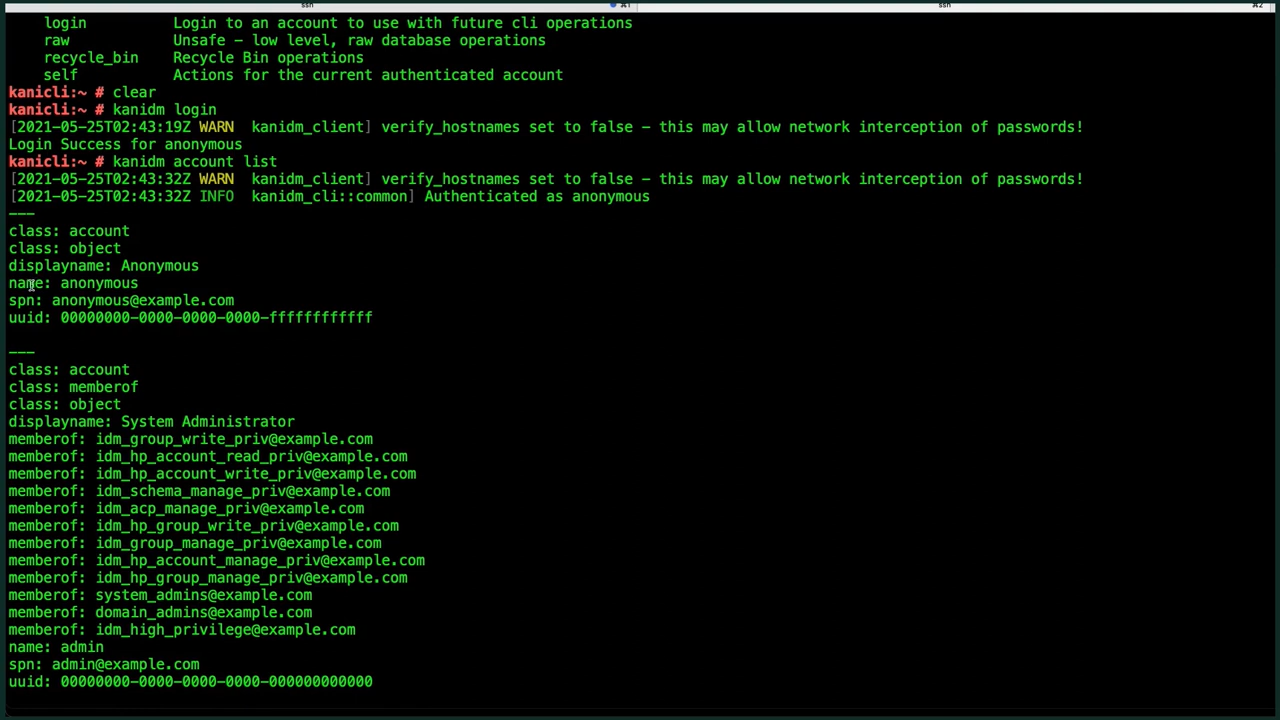 ssh ⌘1 ssh ⌘2
login Login to an account to use with future cli operations
raw Unsafe - low level, raw database operations
recycle_bin Recycle Bin operations
self Actions for the current authenticated account
kanicli:~ # clear
kanicli:~ # kanidm login
[2021-05-25T02:43:19Z WARN kanidm_client] verify_hostnames set to false - this may allow network interception of passwords!
Login Success for anonymous
kanicli:~ # kanidm account list
[2021-05-25T02:43:32Z WARN kanidm_client] verify_hostnames set to false - this may allow network interception of passwords!
[2021-05-25T02:43:32Z INFO kanidm_cli::common] Authenticated as anonymous
---
class: account
class: object
displayname: Anonymous
name: anonymous
spn: anonymous@example.com
uuid: 00000000-0000-0000-0000-ffffffffffff
---
class: account
class: memberof
class: object
displayname: System Administrator
memberof: idm_group_write_priv@example.com
memberof: idm_hp_account_read_priv@example.com
memberof: idm_hp_account_write_priv@example.com
memberof: idm_schema_manage_priv@example.com
memberof: idm_acp_manage_priv@example.com
memberof: idm_hp_group_write_priv@example.com
memberof: idm_group_manage_priv@example.com
memberof: idm_hp_account_manage_priv@example.com
memberof: idm_hp_group_manage_priv@example.com
memberof: system_admins@example.com
memberof: domain_admins@example.com
memberof: idm_high_privilege@example.com
name: admin
spn: admin@example.com
uuid: 00000000-0000-0000-0000-000000000000